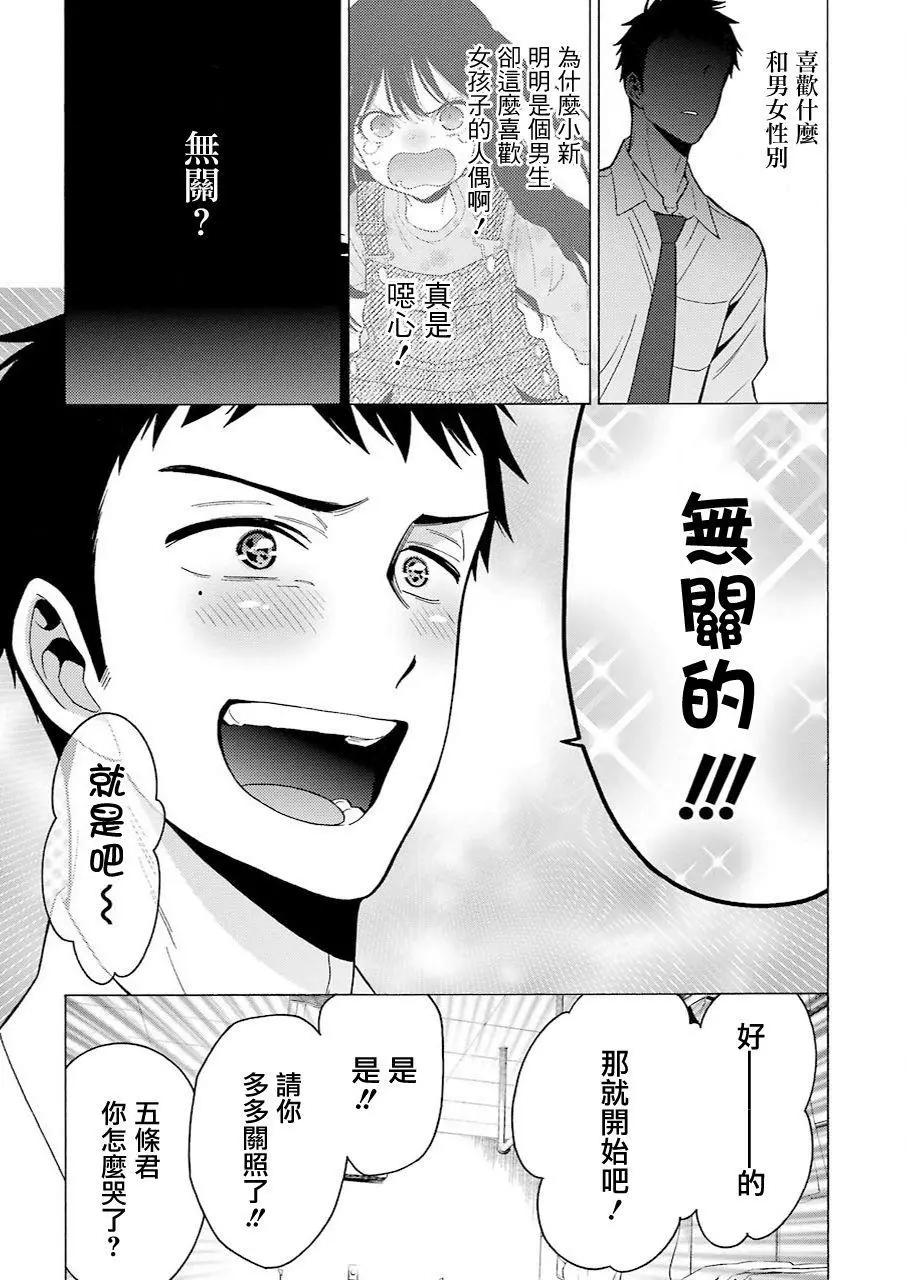 喜歡什麼
和男女性別
為什麼小新
明明是個男生
卻這麼喜歡
女孩子的人偶啊！
真是
噁心！
無關？
無關的!!!
就是吧～
好——的
那就開始吧！
是
是!!
請你
多多關照了!!
五條君
你怎麼哭了？